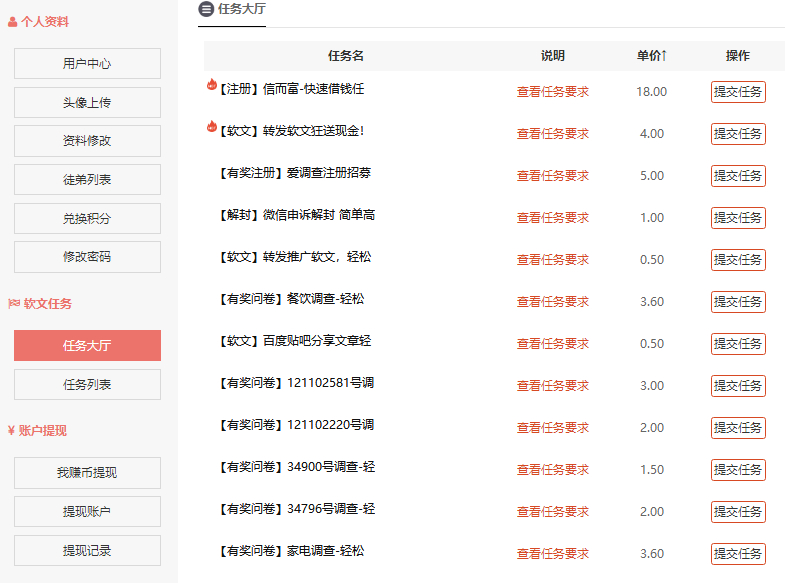 个人资料
用户中心
头像上传
资料修改
徒弟列表
兑换积分
修改密码
软文任务
任务大厅
任务列表
¥ 账户提现
我赚币提现
提现账户
提现记录
任务大厅
任务名 说明 单价↑ 操作
【注册】信而富-快速借钱任 查看任务要求 18.00 提交任务
【软文】转发软文狂送现金! 查看任务要求 4.00 提交任务
【有奖注册】爱调查注册招募 查看任务要求 5.00 提交任务
【解封】微信申诉解封 简单高 查看任务要求 1.00 提交任务
【软文】转发推广软文，轻松 查看任务要求 0.50 提交任务
【有奖问卷】餐饮调查-轻松 查看任务要求 3.60 提交任务
【软文】百度贴吧分享文章轻 查看任务要求 0.50 提交任务
【有奖问卷】121102581号调 查看任务要求 3.00 提交任务
【有奖问卷】121102220号调 查看任务要求 2.00 提交任务
【有奖问卷】34900号调查-轻 查看任务要求 1.50 提交任务
【有奖问卷】34796号调查-轻 查看任务要求 2.00 提交任务
【有奖问卷】家电调查-轻松 查看任务要求 3.60 提交任务